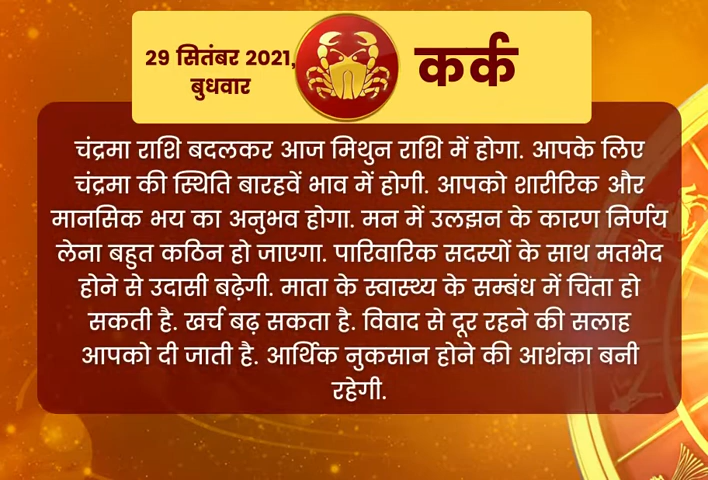 29 सितंबर 2021,
बुधवार
कर्क
चंद्रमा राशि बदलकर आज मिथुन राशि में होगा. आपके लिए
चंद्रमा की स्थिति बारहवें भाव में होगी. आपको शारीरिक और
मानसिक भय का अनुभव होगा. मन में उलझन के कारण निर्णय
लेना बहुत कठिन हो जाएगा. पारिवारिक सदस्यों के साथ मतभेद
होने से उदासी बढ़ेगी. माता के स्वास्थ्य के सम्बंध में चिंता हो
सकती है. खर्च बढ़ सकता है. विवाद से दूर रहने की सलाह
आपको दी जाती है. आर्थिक नुकसान होने की आशंका बनी
रहेगी.